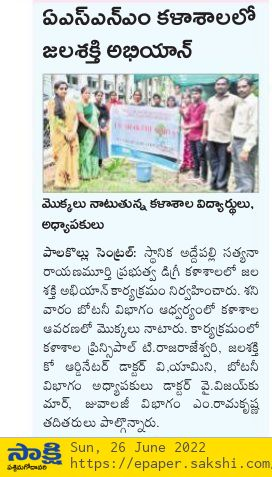 ఏఎస్ఎన్ఎం కళాశాలలో
జలశక్తి అభియాన్
మొక్కలు నాటుతున్న కళాశాల విద్యార్థులు,
అధ్యాపకులు
పాలకొల్లు సెంట్రల్: స్థానిక అద్దేపల్లి సత్యనా
రాయణమూర్తి ప్రభుత్వ డిగ్రీ కళాశాలలో జల
శక్తి అభియాన్ కార్యక్రమం నిర్వహించారు. శని
వారం బోటనీ విభాగం ఆధ్వర్యంలో కళాశాల
ఆవరణలో మొక్కలు నాటారు. కార్యక్రమంలో
కళాశాల ప్రిన్సిపాల్ టి.రాజరాజేశ్వరి, జలశక్తి
కో ఆర్డినేటర్ డాక్టర్ వి.యామిని, బోటనీ
విభాగం అధ్యాపకులు డాక్టర్ వై.విజయ్‌కు
మార్, జువాలజీ విభాగం ఎం.రామకృష్ణ
తదితరులు పాల్గొన్నారు.
సాక్షి
పశ్చిమగోదావరి
Sun, 26 June 2022
https://epaper.sakshi.com